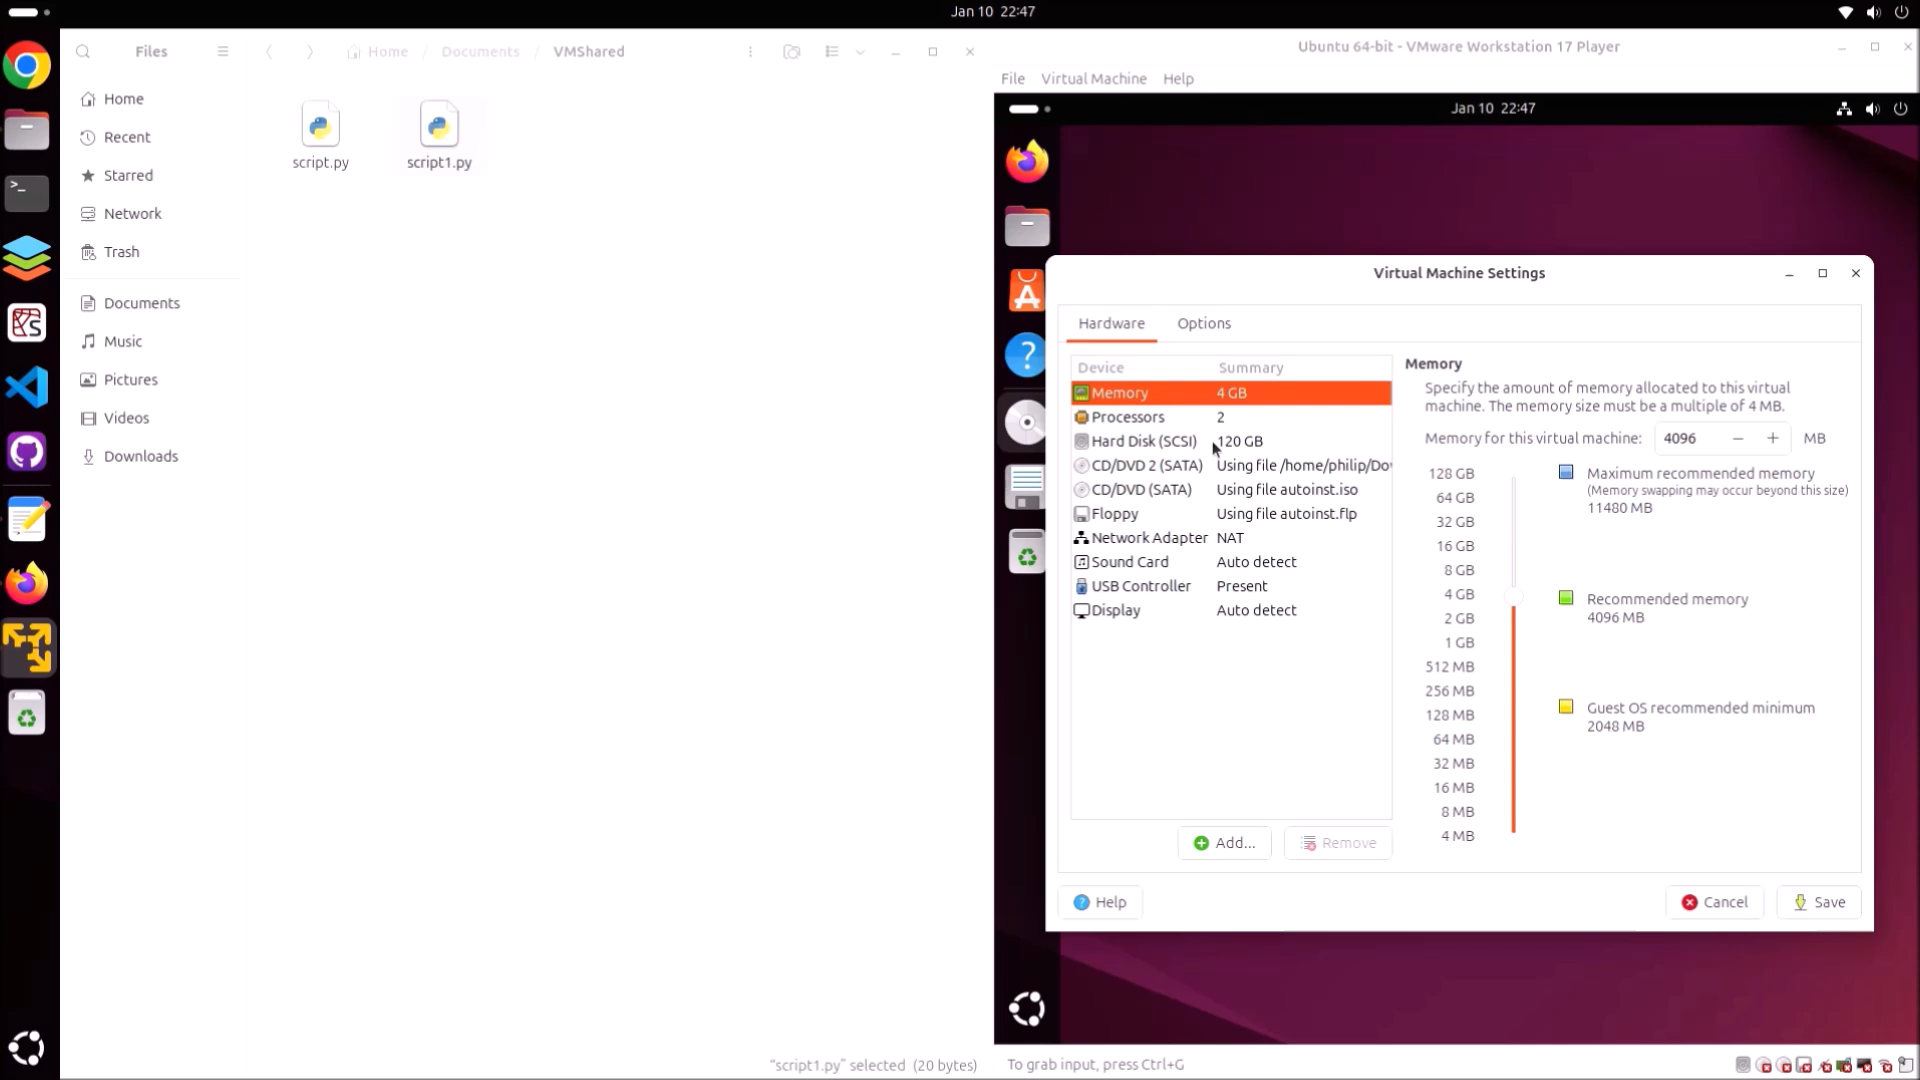 Jan 10 22:47
Files
Home / Documents / VMShared
Home
Recent
Starred
Network
Trash
Documents
Music
Pictures
Videos
Downloads
script.py
script1.py
"script1.py" selected (20 bytes)
Ubuntu 64-bit - VMware Workstation 17 Player
File Virtual Machine Help
Jan 10 22:47
Virtual Machine Settings
Hardware Options
Device Summary
Memory 4 GB
Processors 2
Hard Disk (SCSI) 120 GB
CD/DVD 2 (SATA) Using file /home/philip/Do
CD/DVD (SATA) Using file autoinst.iso
Floppy Using file autoinst.flp
Network Adapter NAT
Sound Card Auto detect
USB Controller Present
Display Auto detect
Add... Remove
Memory
Specify the amount of memory allocated to this virtual
machine. The memory size must be a multiple of 4 MB.
Memory for this virtual machine: 4096 − + MB
128 GB
64 GB
32 GB
16 GB
8 GB
4 GB
2 GB
1 GB
512 MB
256 MB
128 MB
64 MB
32 MB
16 MB
8 MB
4 MB
Maximum recommended memory
(Memory swapping may occur beyond this size)
11480 MB
Recommended memory
4096 MB
Guest OS recommended minimum
2048 MB
Help Cancel Save
To grab input, press Ctrl+G